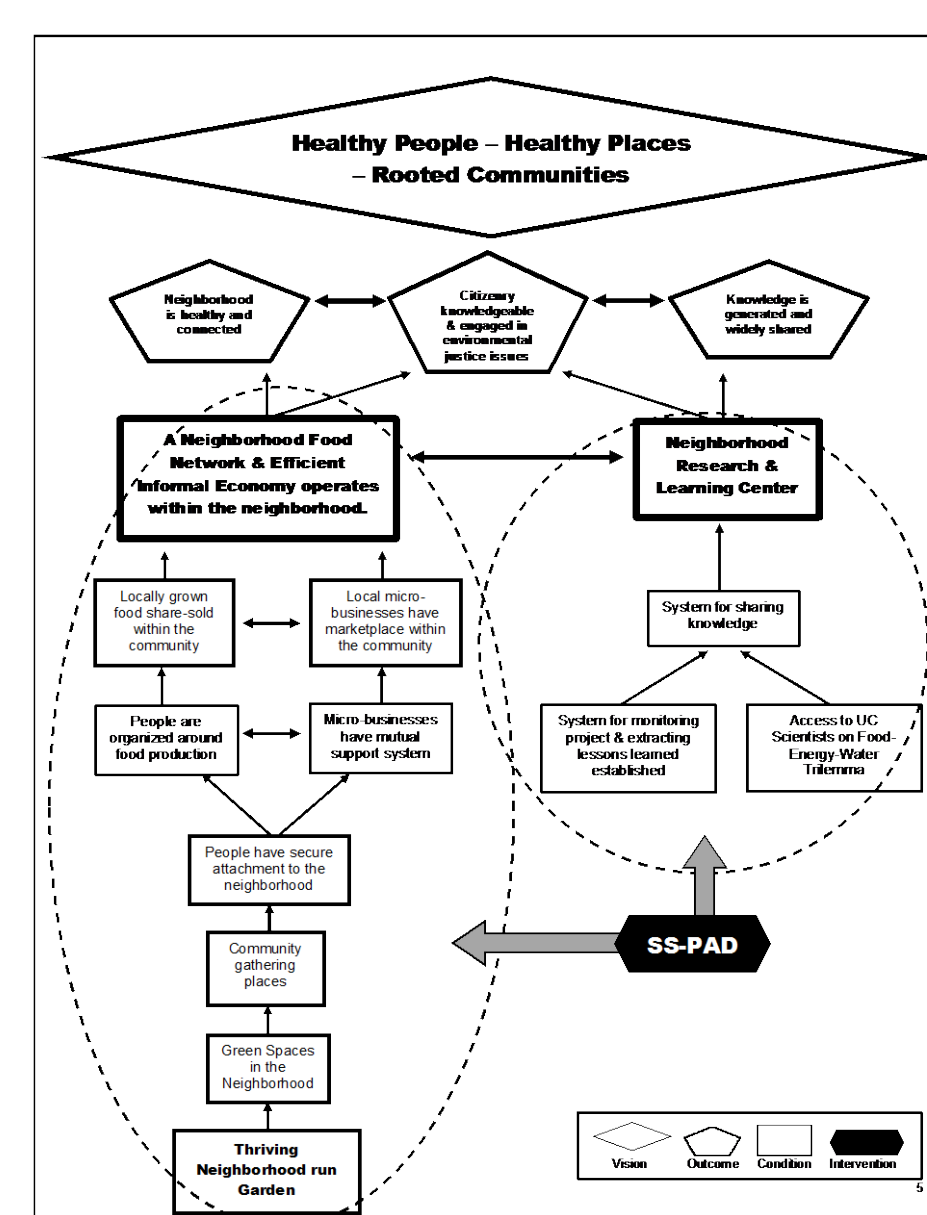 Healthy People – Healthy Places
– Rooted Communities
Neighborhood
is healthy and
connected
Citizenry
knowledgeable
& engaged in
environmental
justice issues
Knowledge is
generated and
widely shared
A Neighborhood Food
Network & Efficient
Informal Economy operates
within the neighborhood.
Neighborhood
Research &
Learning Center
Locally grown
food share-sold
within the
community
Local micro-
businesses have
marketplace within
the community
System for sharing
knowledge
People are
organized around
food production
Micro-businesses
have mutual
support system
System for monitoring
project & extracting
lessons learned
established
Access to UC
Scientists on Food-
Energy-Water
Trilemma
People have secure
attachment to the
neighborhood
Community
gathering
places
SS-PAD
Green Spaces
in the
Neighborhood
Thriving
Neighborhood run
Garden
Vision
Outcome
Condition
Intervention
5